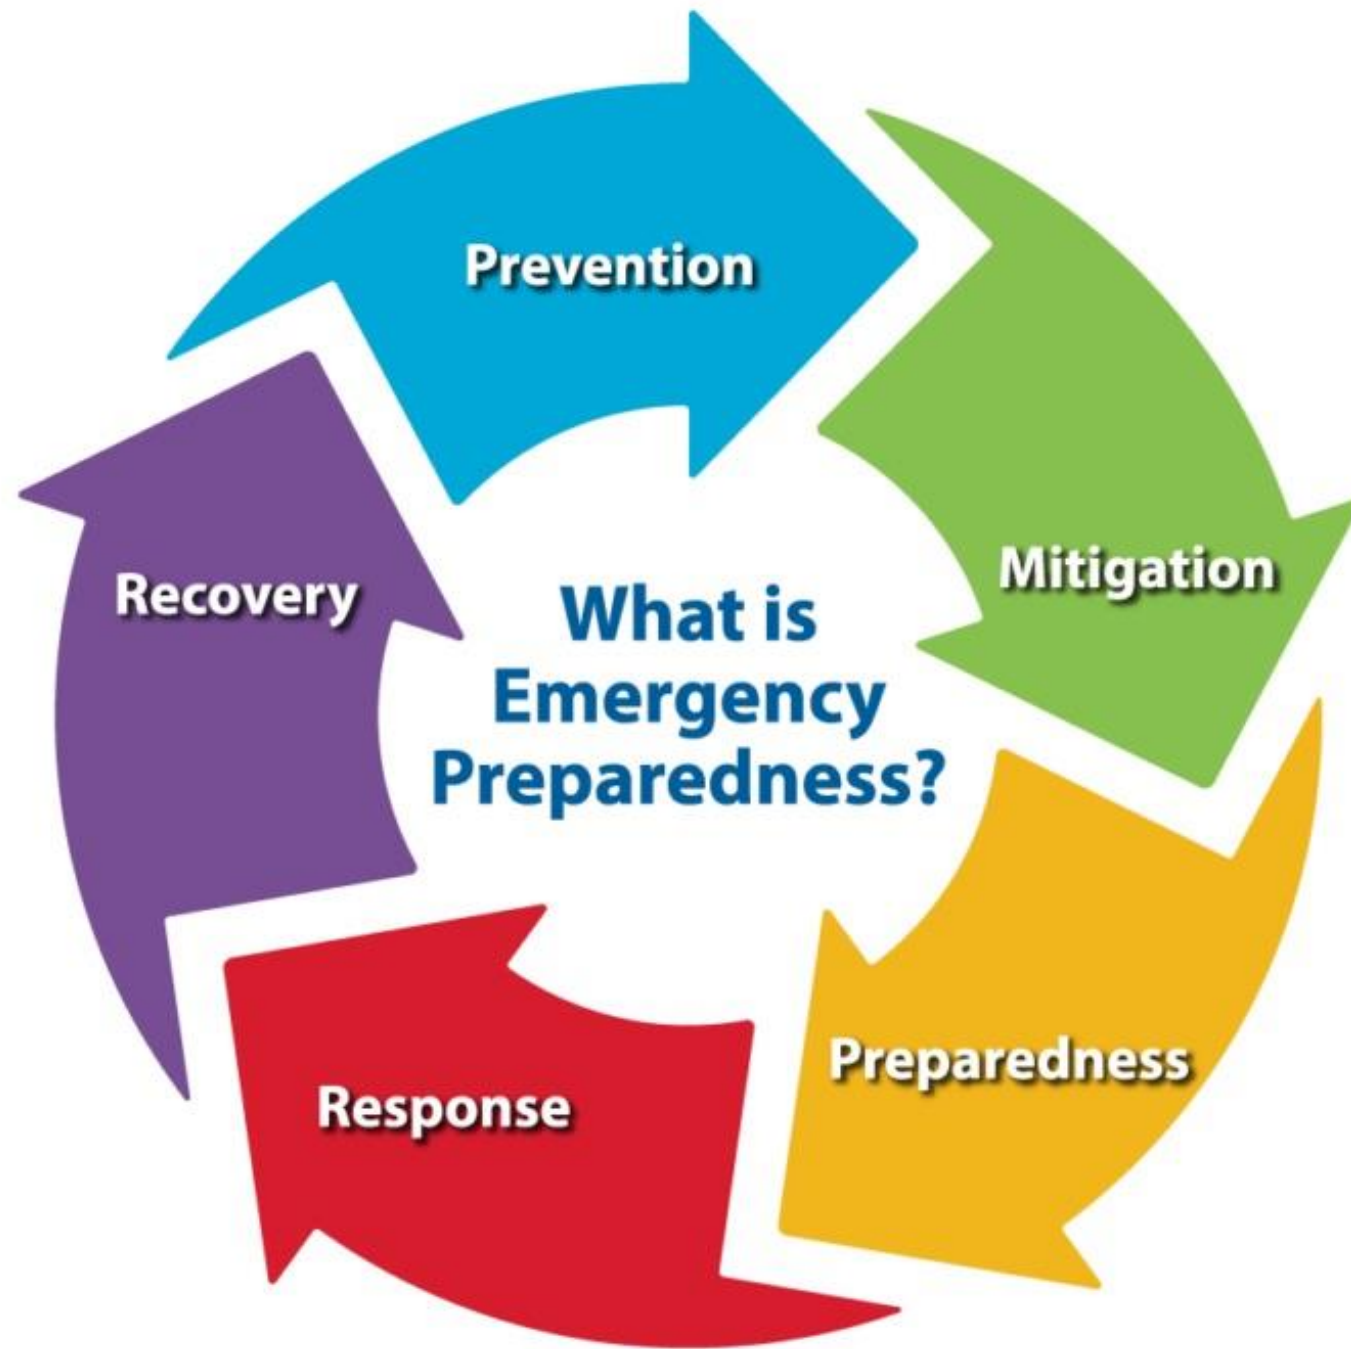 Prevention
Mitigation
Preparedness
Response
Recovery
What is
Emergency
Preparedness?